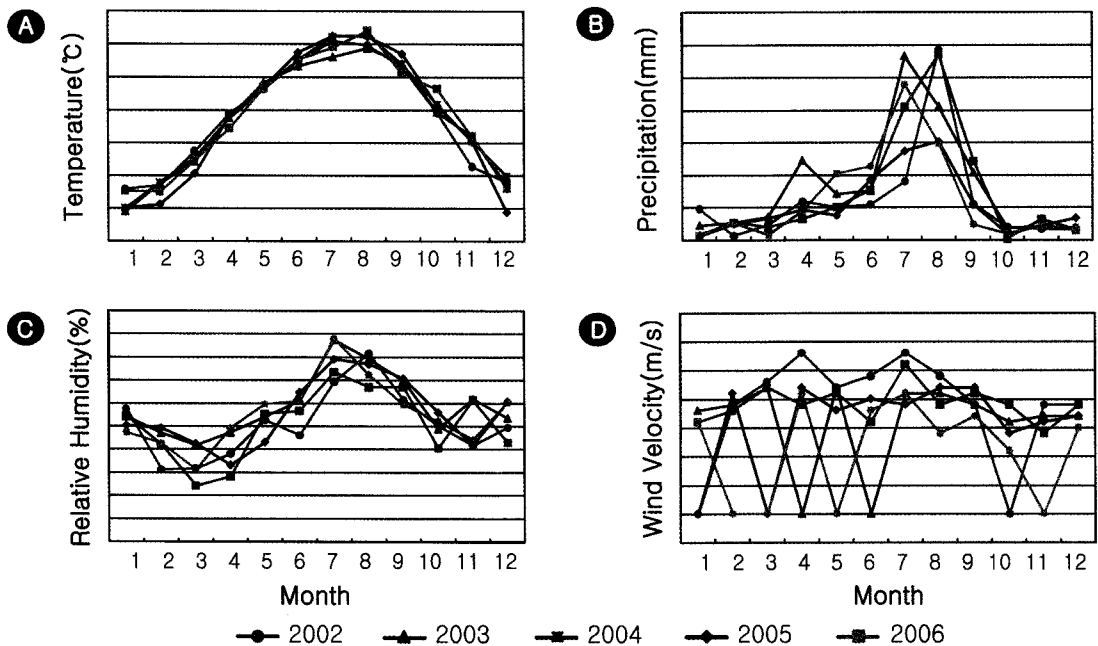 A
Temperature(℃)
1 2 3 4 5 6 7 8 9 10 11 12
B
Precipitation(mm)
1 2 3 4 5 6 7 8 9 10 11 12
C
Relative Humidity(%)
1 2 3 4 5 6 7 8 9 10 11 12
Month
D
Wind Velocity(m/s)
1 2 3 4 5 6 7 8 9 10 11 12
Month
2002 2003 2004 2005 2006